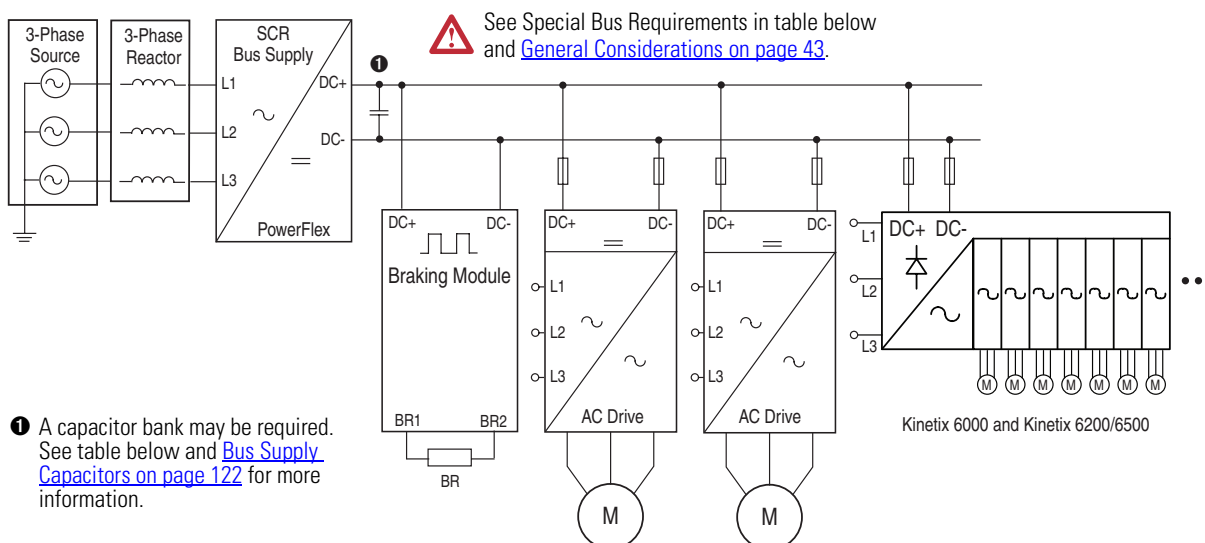 3-Phase
Source
3-Phase
Reactor
SCR
Bus Supply
L1
L2
L3
DC+
DC-
PowerFlex
See Special Bus Requirements in table below
and General Considerations on page 43.
❶
DC+ DC-
Braking Module
BR1 BR2
BR
DC+ DC-
L1
L2
L3
AC Drive
M
DC+ DC-
L1
L2
L3
AC Drive
M
L1
L2
L3
DC+ DC-
M M M M M M M
Kinetix 6000 and Kinetix 6200/6500
❶ A capacitor bank may be required.
See table below and Bus Supply
Capacitors on page 122 for more
information.